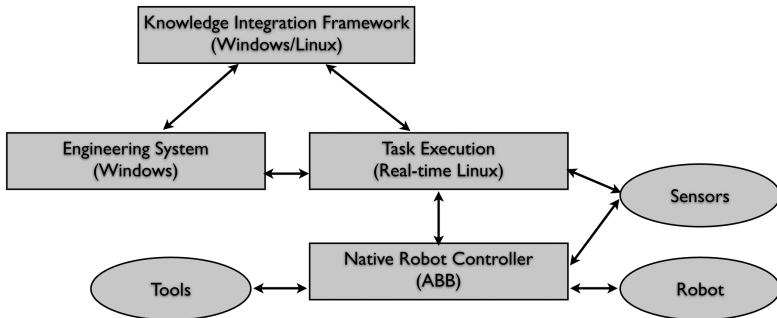 Knowledge Integration Framework
(Windows/Linux)
Engineering System
(Windows)
Task Execution
(Real-time Linux)
Sensors
Native Robot Controller
(ABB)
Tools
Robot